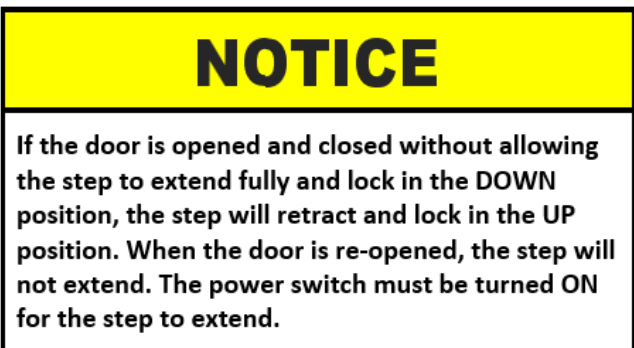 NOTICE
If the door is opened and closed without allowing
the step to extend fully and lock in the DOWN
position, the step will retract and lock in the UP
position. When the door is re-opened, the step will
not extend. The power switch must be turned ON
for the step to extend.